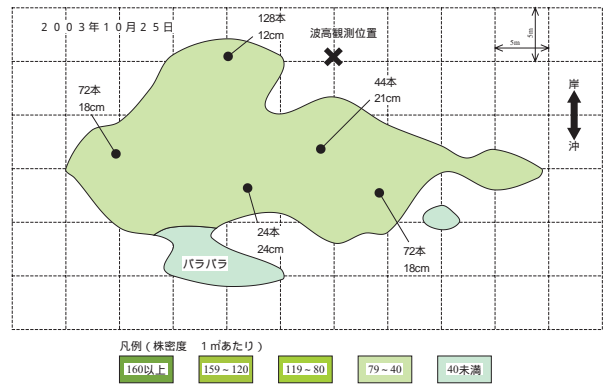 ２００３年１０月２５日
128本
12cm
波高観測位置
5m
5m
72本
18cm
44本
21cm
岸
沖
24本
24cm
72本
18cm
バラバラ
凡例（株密度　１㎡あたり）
160以上
159～120
119～80
79～40
40未満